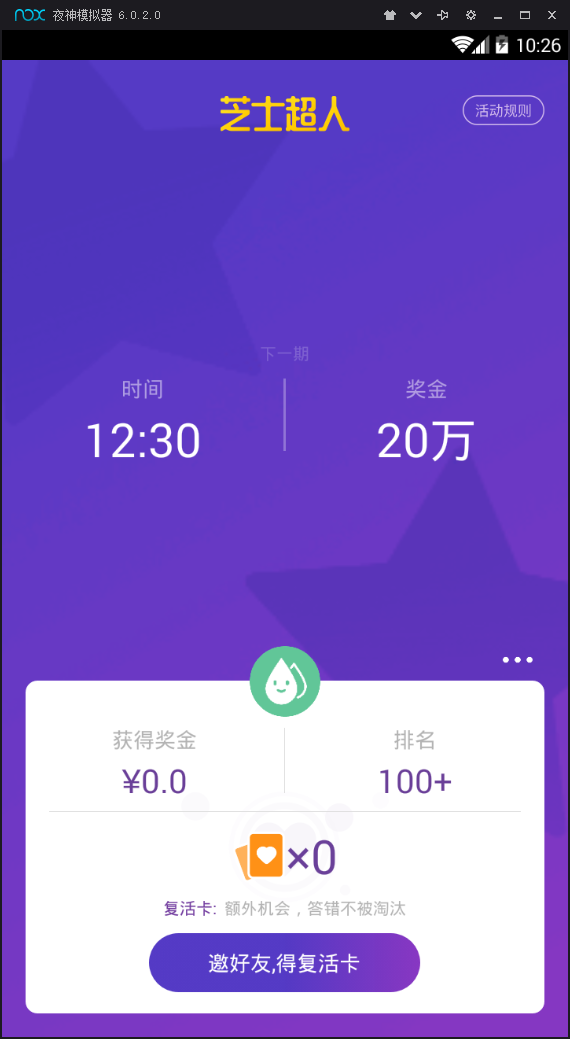 nox 夜神模拟器 6.0.2.0
10:26
芝士超人
活动规则
下一期
时间
奖金
12:30
20万
获得奖金
排名
¥0.0
100+
×0
复活卡: 额外机会，答错不被淘汰
邀好友,得复活卡